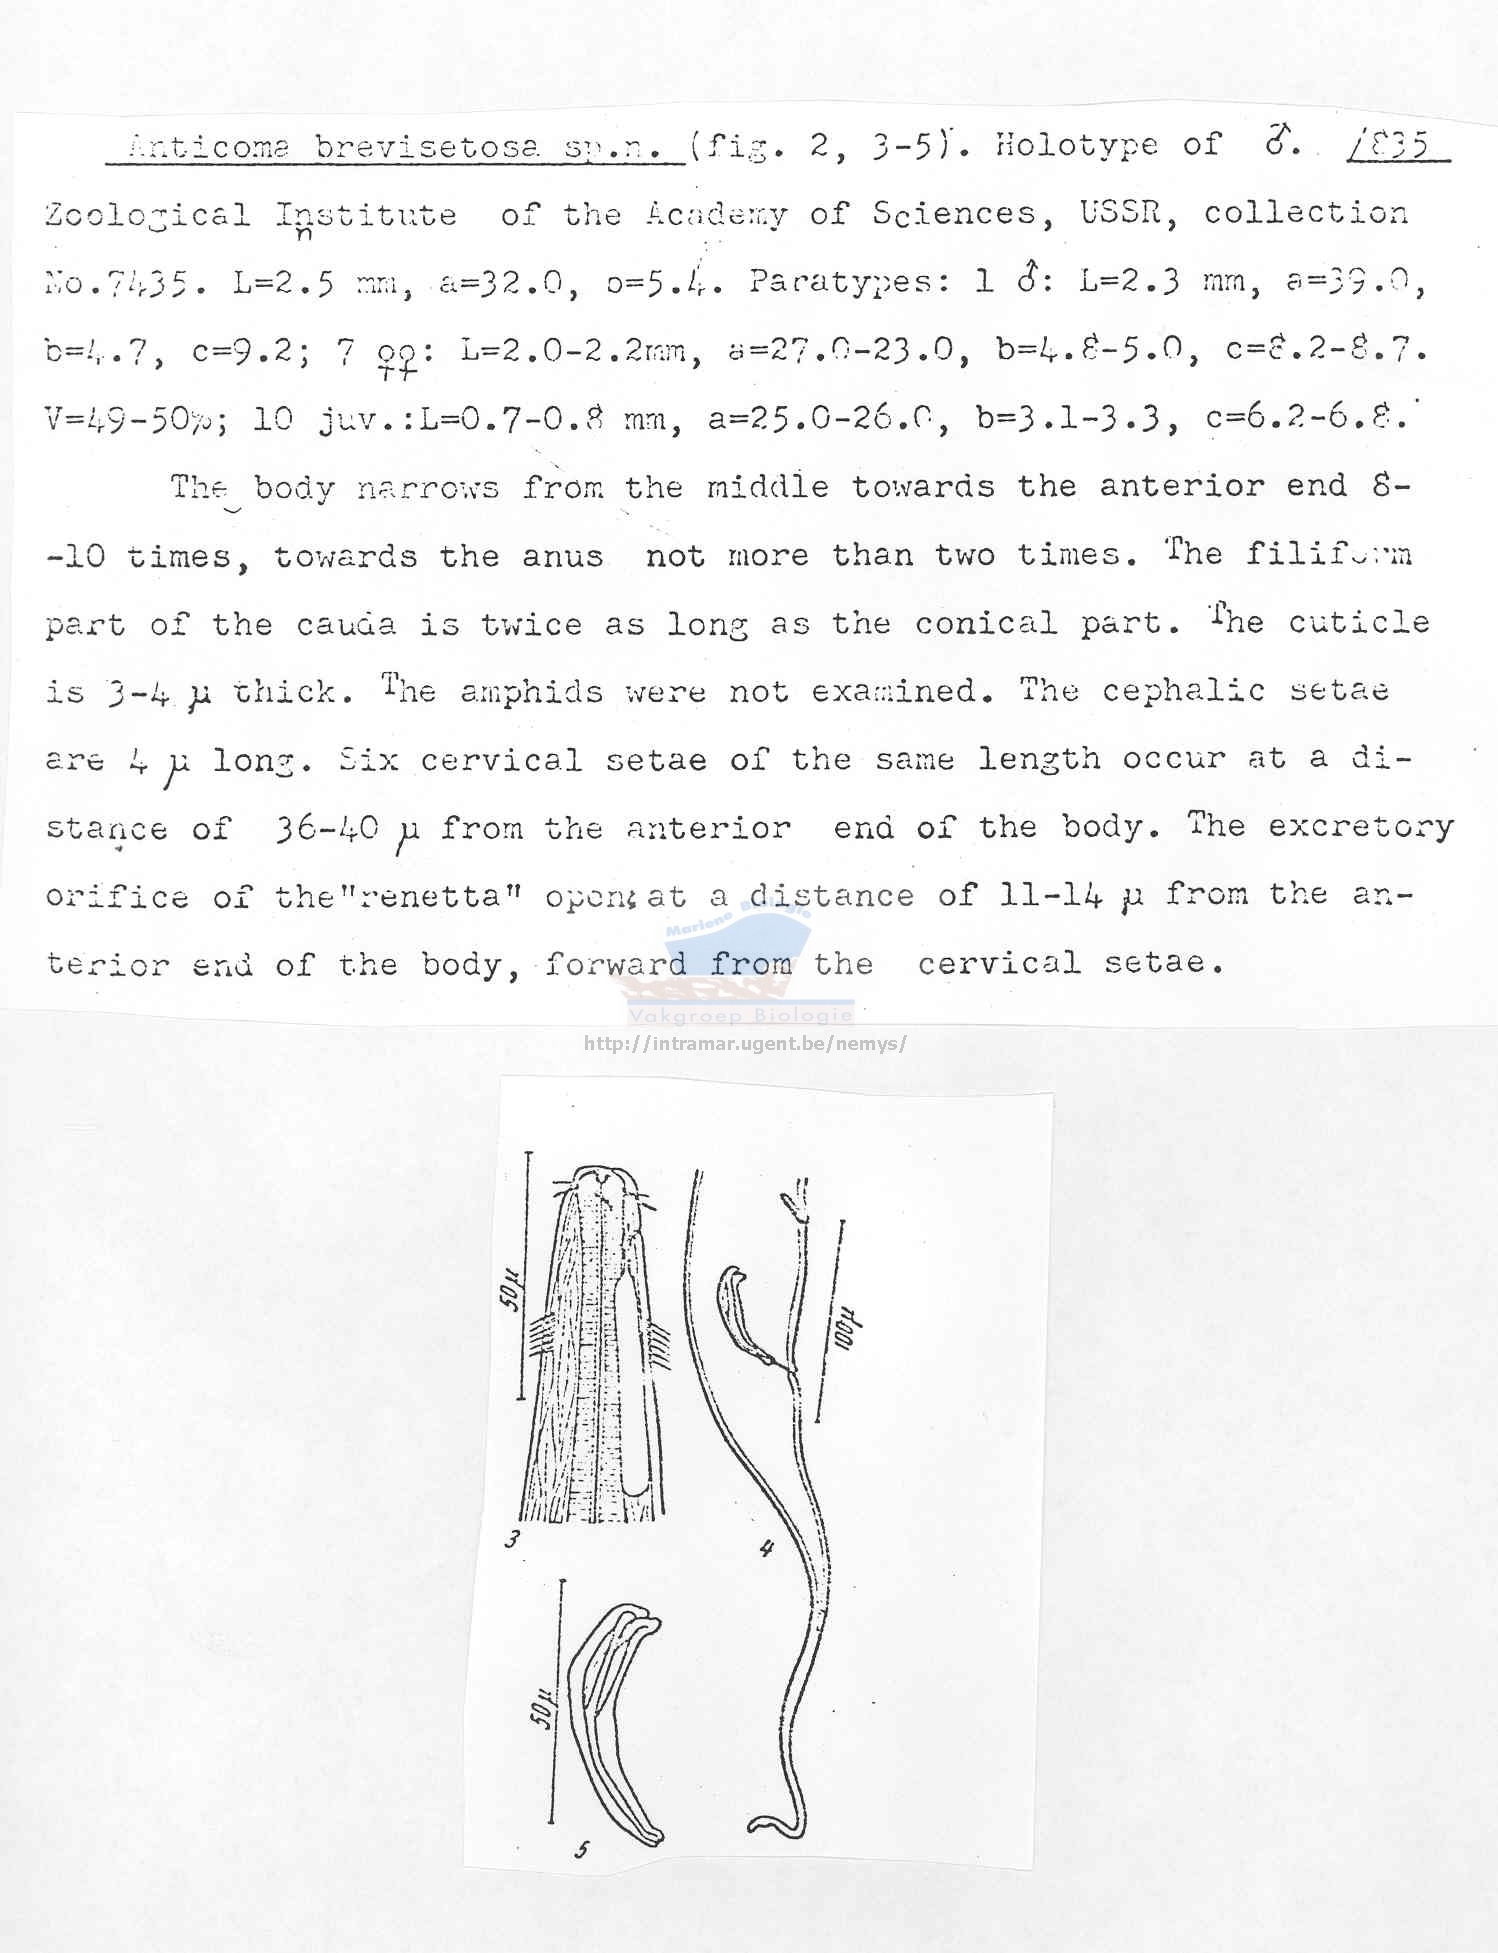 Anticoma brevisetosa sp.n. (fig. 2, 3-5). Holotype of ♂. 1835
Zoological Institute of the Academy of Sciences, USSR, collection
n
No.7435. L=2.5 mm, a=32.0, o=5.4. Paratypes: 1 ♂: L=2.3 mm, a=39.0,
b=4.7, c=9.2; 7 ♀♀: L=2.0-2.2mm, a=27.0-23.0, b=4.8-5.0, c=8.2-8.7.
V=49-50%; 10 juv.:L=0.7-0.8 mm, a=25.0-26.0, b=3.1-3.3, c=6.2-6.8.
The body narrows from the middle towards the anterior end 8-
-10 times, towards the anus not more than two times. The filiform
part of the cauda is twice as long as the conical part. The cuticle
is 3-4 µ thick. The amphids were not examined. The cephalic setae
are 4 µ long. Six cervical setae of the same length occur at a di-
stance of 36-40 µ from the anterior end of the body. The excretory
orifice of the"renetta" opens at a distance of 11-14 µ from the an-
terior end of the body, forward from the cervical setae.
Mariene Biologie
Vakgroep Biologie
http://intramar.ugent.be/nemys/
50µ
100µ
3
4
50µ
5